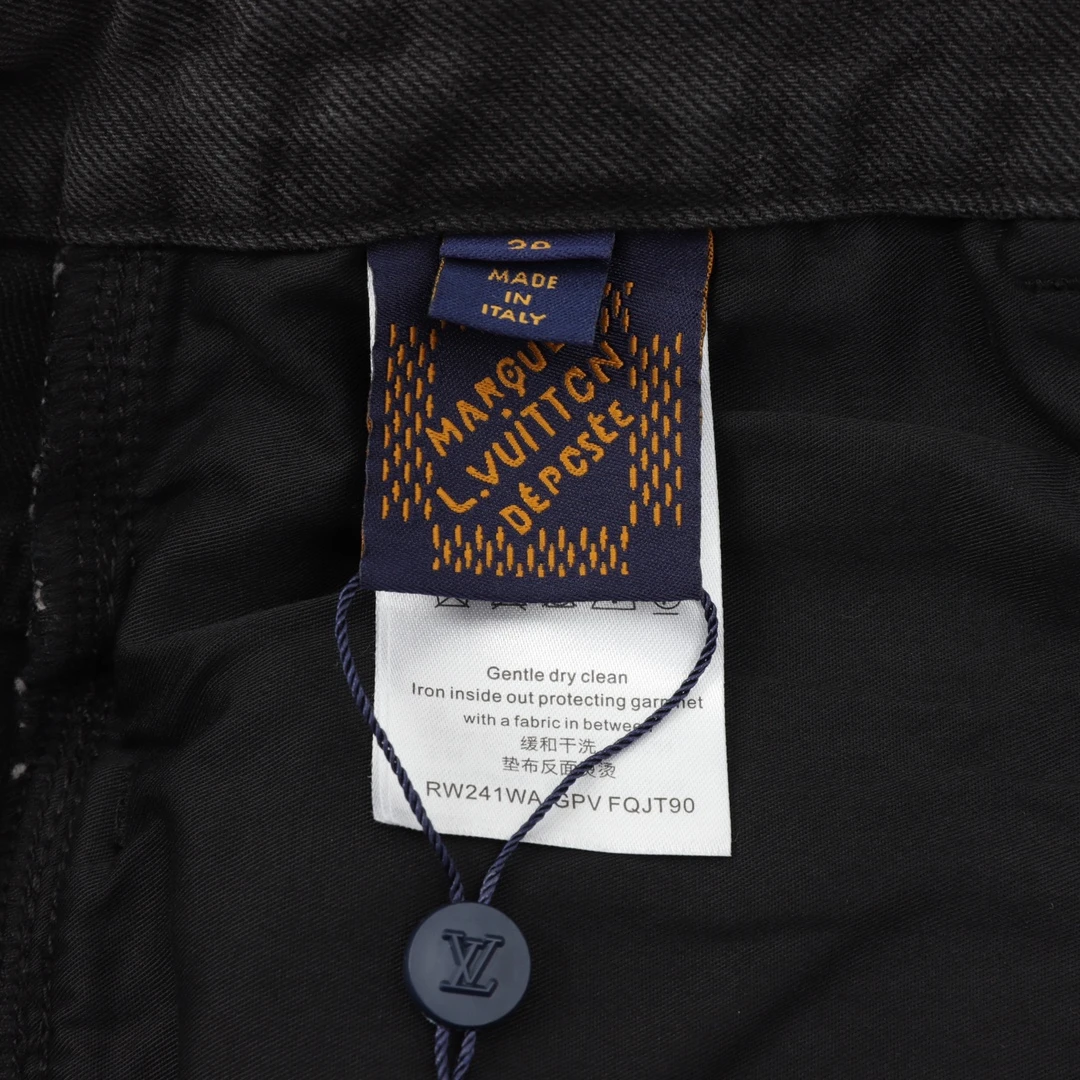 MADE
IN
ITALY
MARQUE
L.VUITTON
DÉPOSÉE
Gentle dry clean
Iron inside out protecting garment
with a fabric in between
缓和干洗
垫布反面熨烫
RW241WA GPV FQJT90
LV